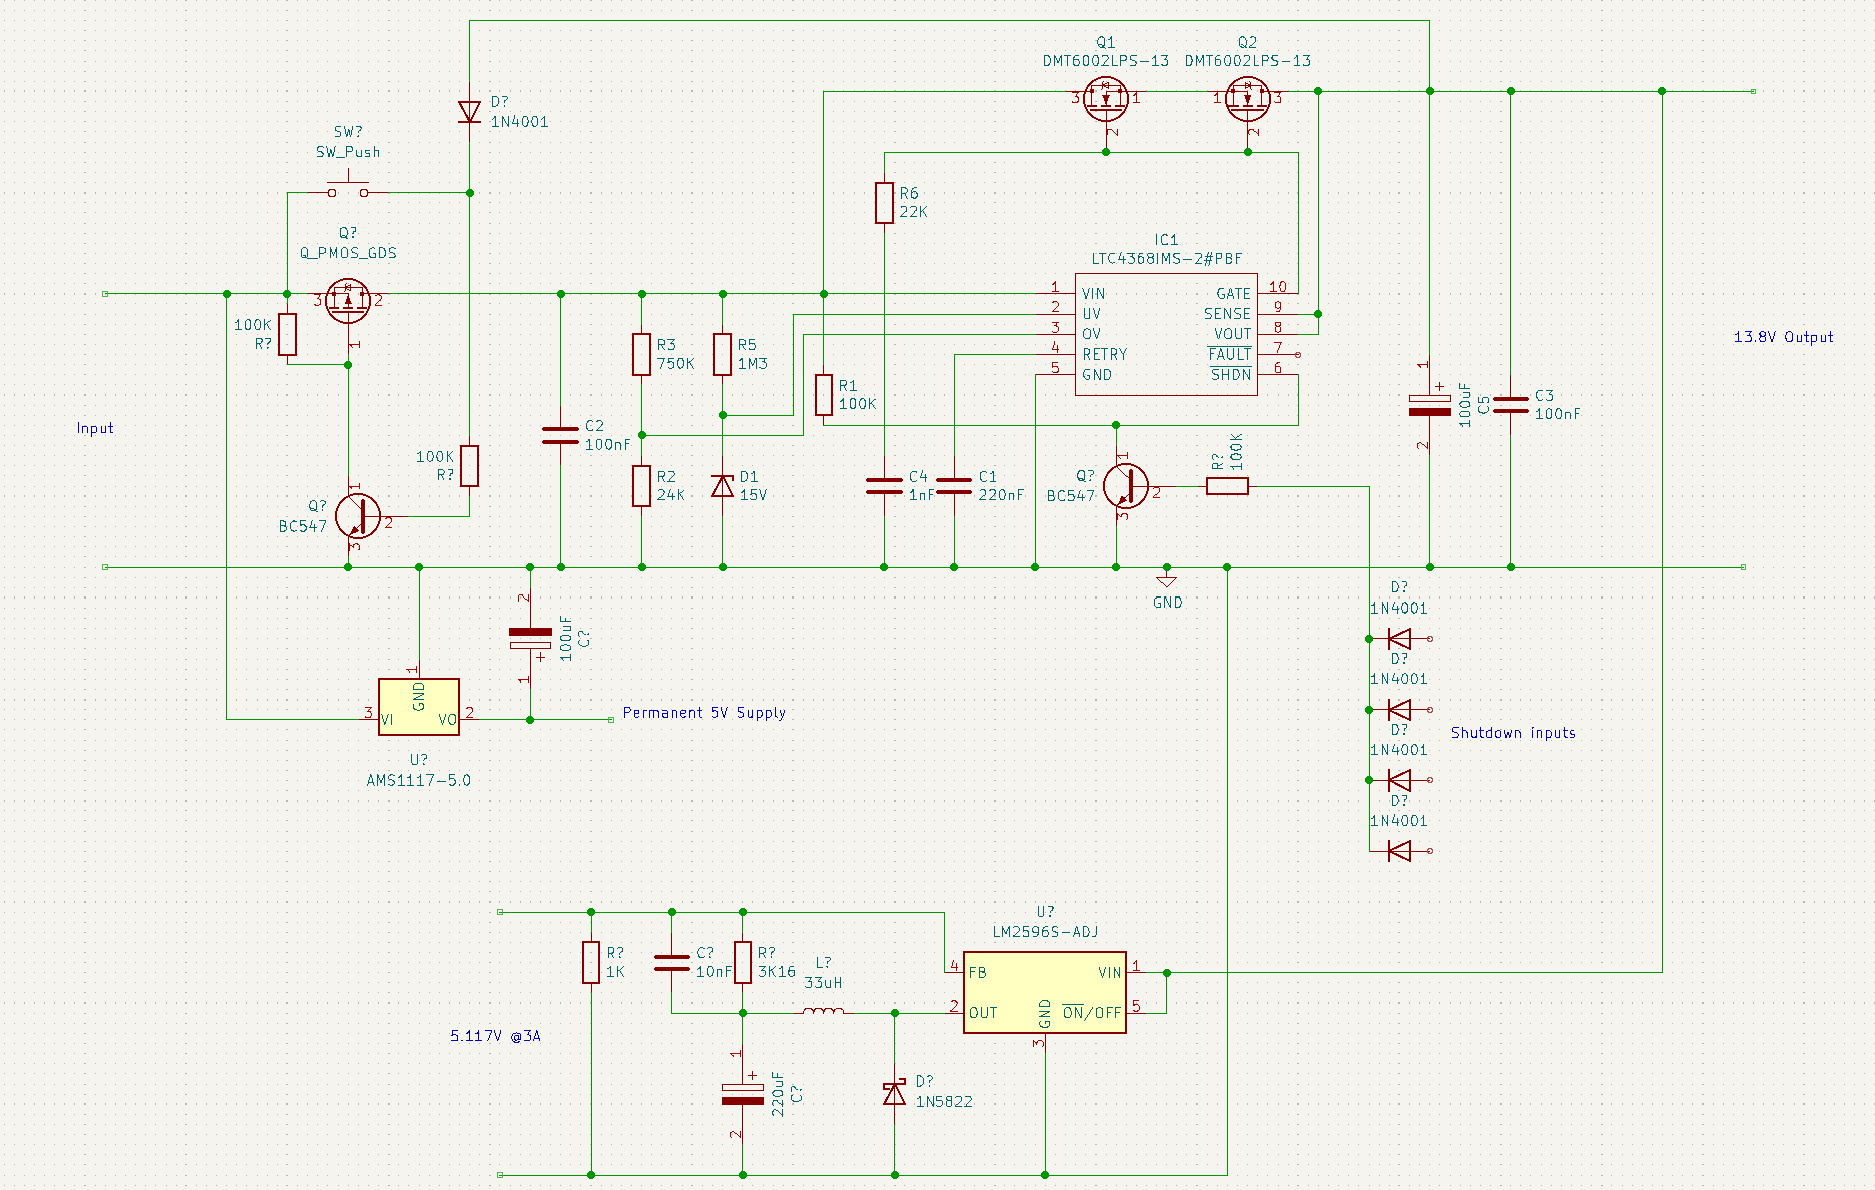 Q1
DMT6002LPS-13
Q2
DMT6002LPS-13
3
1
1
3
2
2
D?
1N4001
SW?
SW_Push
R6
22K
Q?
Q_PMOS_GDS
3
2
1
100K
R?
IC1
LTC4368IMS-2#PBF
1
VIN
GATE
10
2
UV
SENSE
9
3
OV
VOUT
8
4
RETRY
FAULT
7
5
GND
SHDN
6
R3
750K
R5
1M3
R1
100K
13.8V Output
1
+
2
100uF
C5
C3
100nF
Input
C2
100nF
100K
R?
R2
24K
D1
15V
C4
1nF
C1
220nF
Q?
BC547
1
2
3
R?
100K
Q?
BC547
1
2
3
GND
D?
1N4001
D?
1N4001
D?
1N4001
D?
1N4001
Shutdown inputs
2
+
1
100uF
C?
Permanent 5V Supply
1
GND
3
VI
VO
2
U?
AMS1117-5.0
U?
LM2596S-ADJ
4
FB
VIN
1
2
OUT
GND
ON/OFF
5
3
R?
1K
C?
10nF
R?
3K16
L?
33uH
5.117V @3A
1
+
2
220uF
C?
D?
1N5822